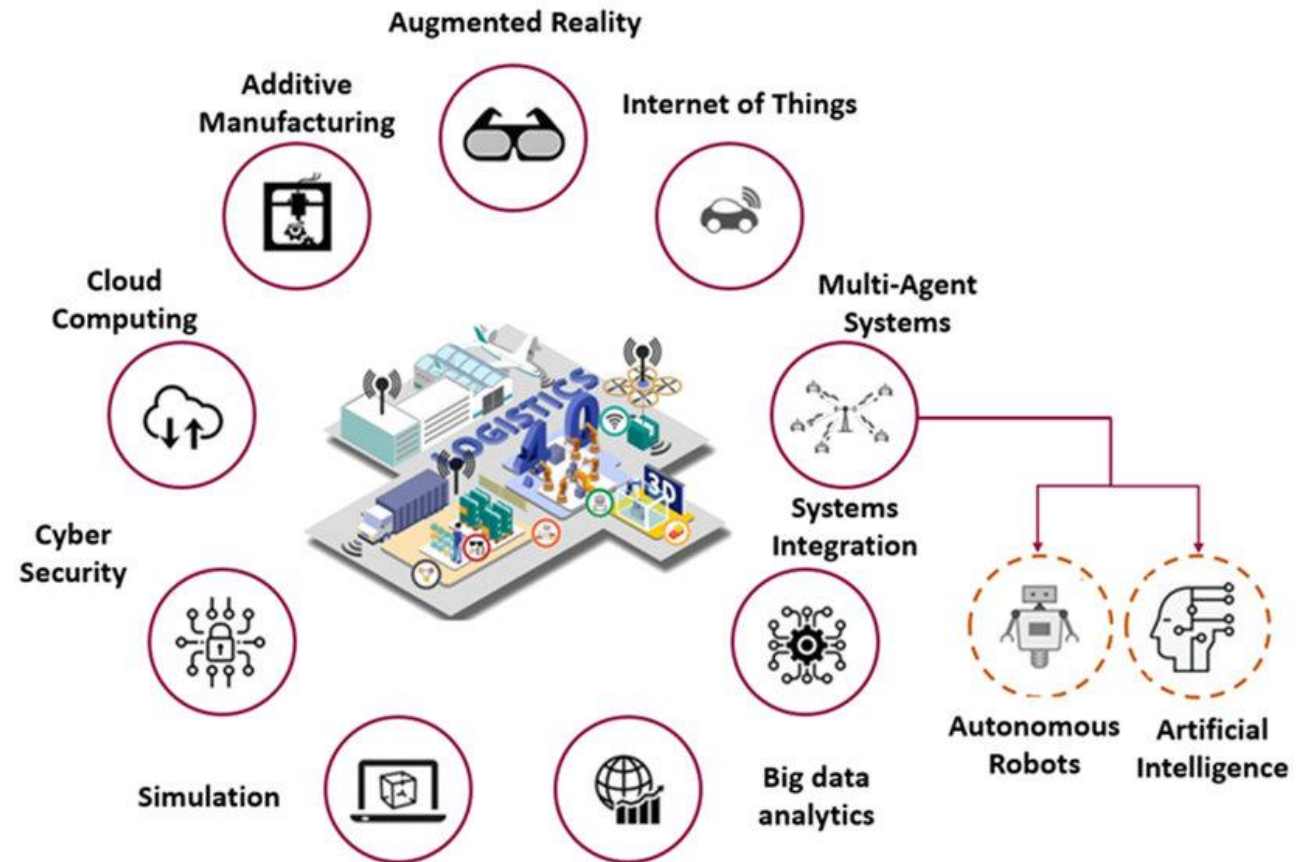 Augmented Reality
Additive
Manufacturing
Internet of Things
Cloud
Computing
Multi-Agent
Systems
LOGISTICS
4.0
3D
Cyber
Security
Systems
Integration
Autonomous
Robots
Artificial
Intelligence
Simulation
Big data
analytics